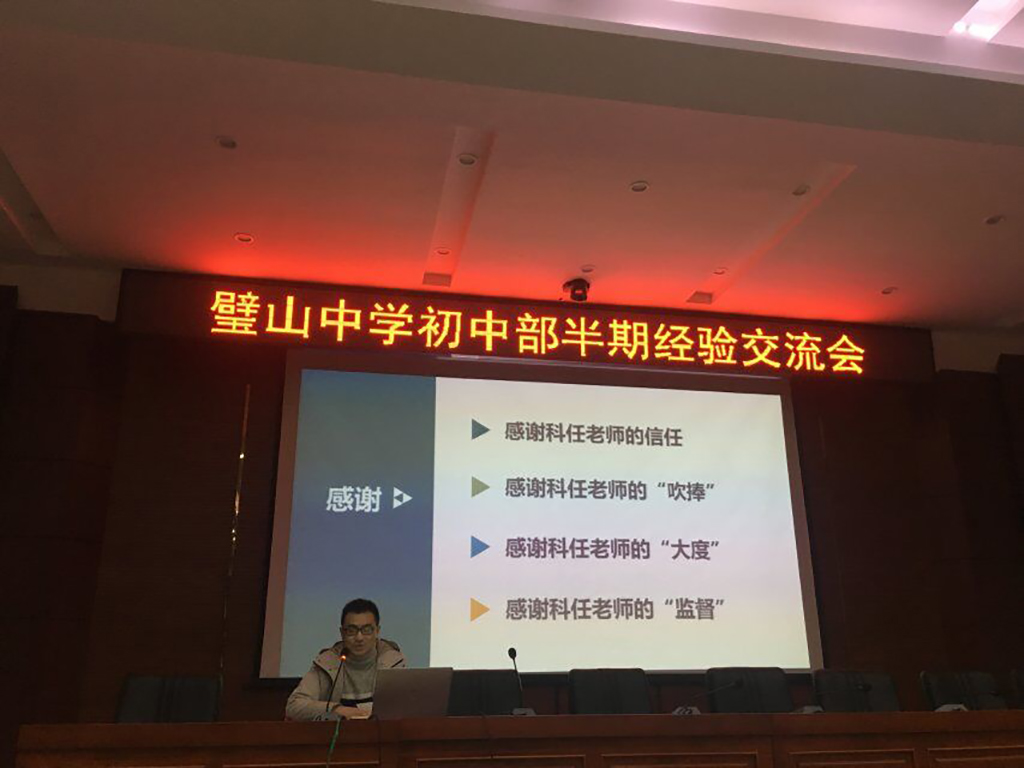 璧山中学初中部半期经验交流会
感谢
感谢科任老师的信任
感谢科任老师的“吹捧”
感谢科任老师的“大度”
感谢科任老师的“监督”